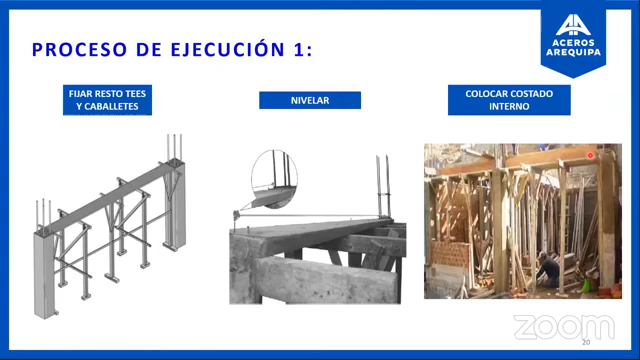 ACEROS
AREQUIPA
PROCESO DE EJECUCIÓN 1:
FIJAR RESTO TEES
Y CABALLETES
NIVELAR
COLOCAR COSTADO
INTERNO
zoom
20